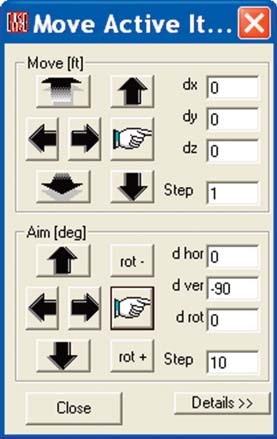 EASE Move Active It...
Move [ft]
dx 0
dy 0
dz 0
Step 1
Aim [deg]
rot -
d hor 0
d ver -90
d rot 0
rot + Step 10
Close Details >>